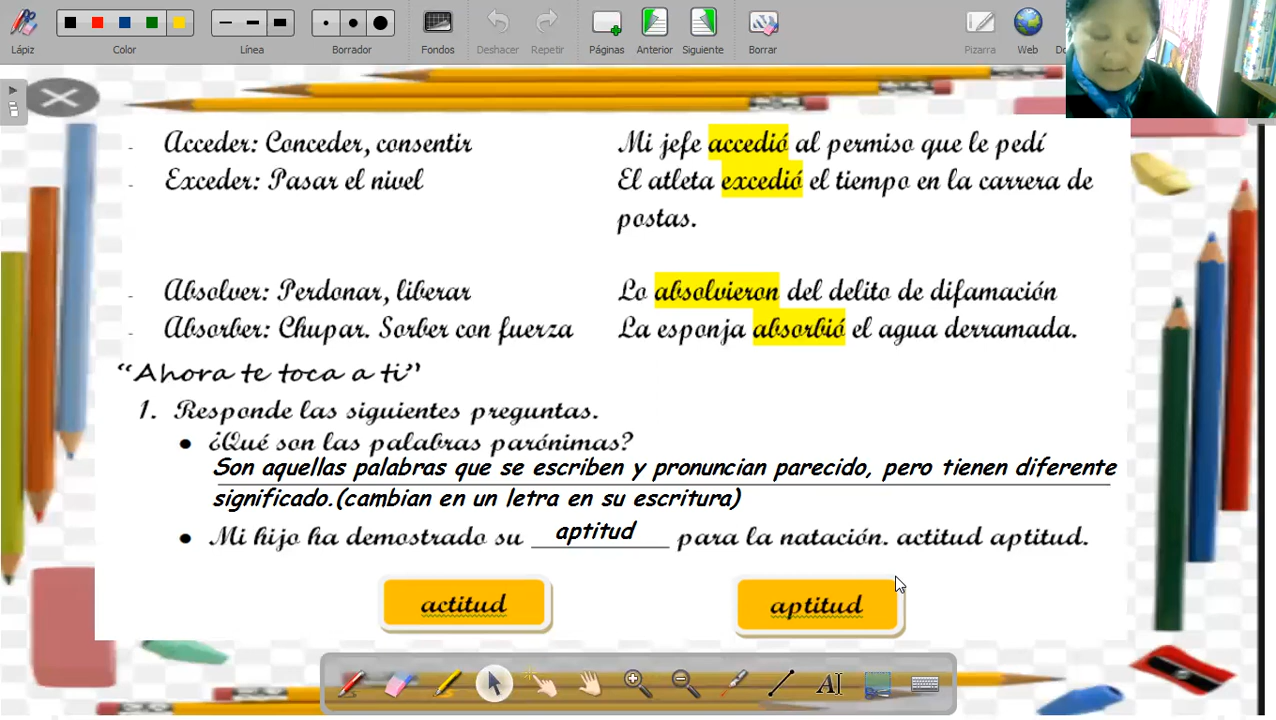 Lápiz Color Línea Borrador Fondos Deshacer Repetir Páginas Anterior Siguiente Borrar Pizarra Web
- Acceder: Conceder, consentir Mi jefe accedió al permiso que le pedí
- Exceder: Pasar el nivel El atleta excedió el tiempo en la carrera de
postas.
- Absolver: Perdonar, liberar Lo absolvieron del delito de difamación
- Absorber: Chupar. Sorber con fuerza La esponja absorbió el agua derramada.
“Ahora te toca a ti”
1. Responde las siguientes preguntas.
• ¿Qué son las palabras parónimas?
Son aquellas palabras que se escriben y pronuncian parecido, pero tienen diferente
significado.(cambian en un letra en su escritura)
• Mi hijo ha demostrado su aptitud para la natación. actitud aptitud.
actitud aptitud